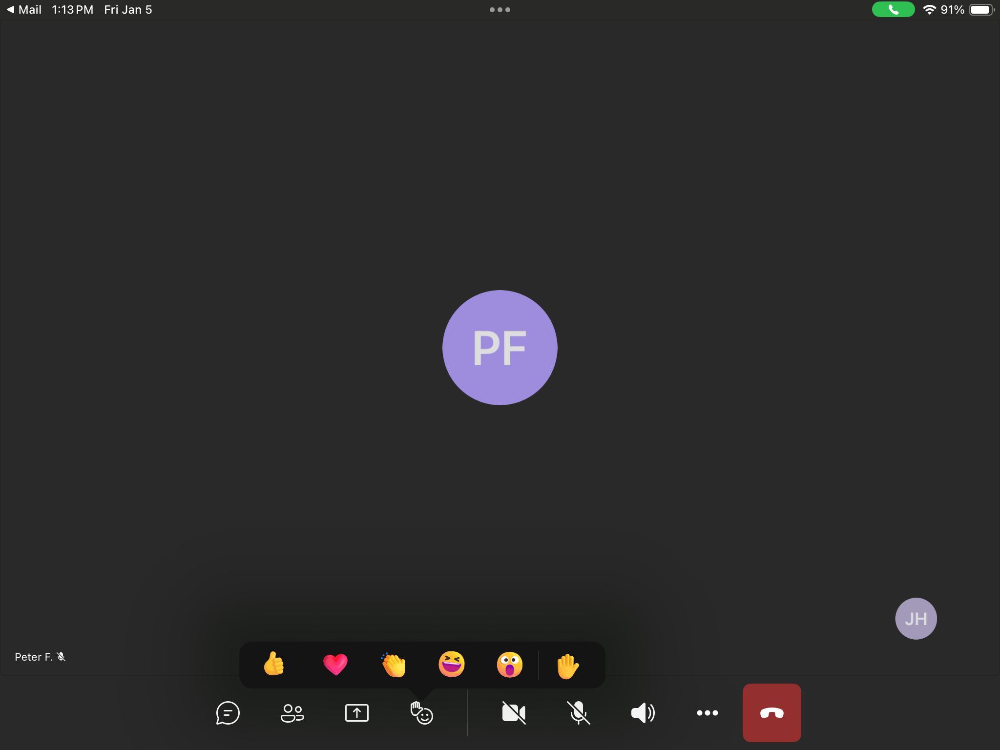 Mail 1:13 PM Fri Jan 5
91%
PF
JH
Peter F.